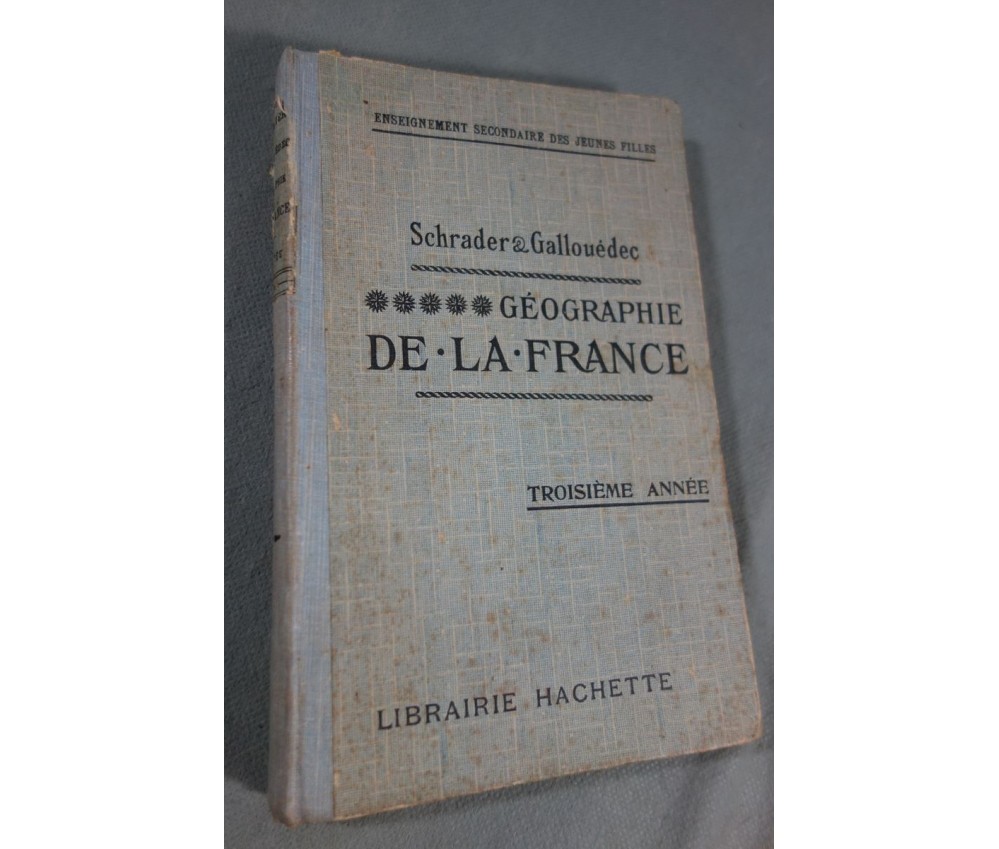 ENSEIGNEMENT SECONDAIRE DES JEUNES FILLES
Schrader & Gallouédec
GÉOGRAPHIE
DE·LA·FRANCE
TROISIÈME ANNÉE
LIBRAIRIE HACHETTE